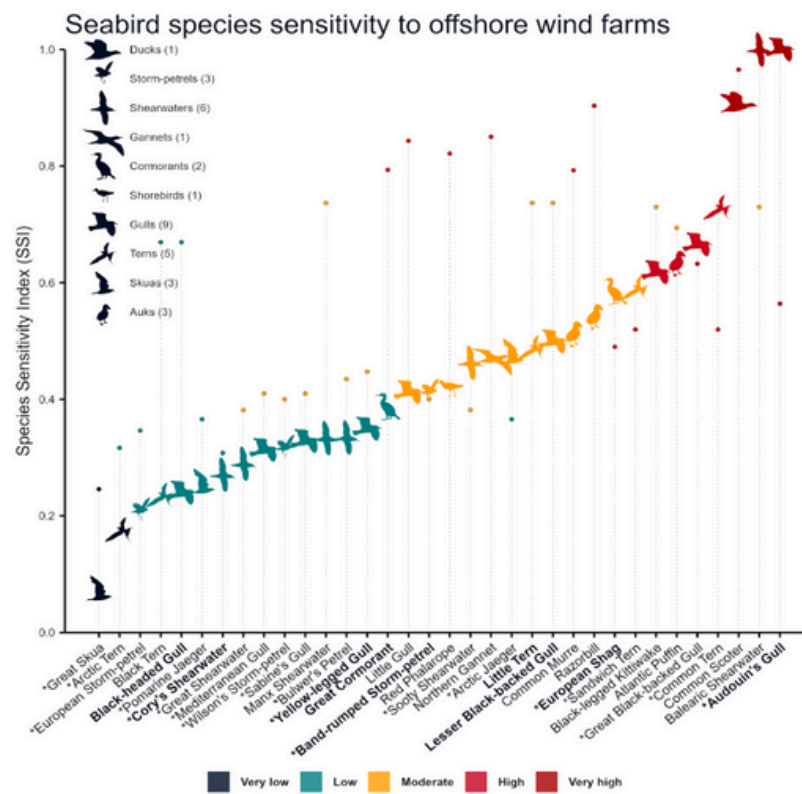 Seabird species sensitivity to offshore wind farms
Species Sensitivity Index (SSI)
1.0
0.8
0.6
0.4
0.2
0.0
Ducks (1)
Storm-petrels (3)
Shearwaters (6)
Gannets (1)
Cormorants (2)
Shorebirds (1)
Gulls (9)
Terns (5)
Skuas (3)
Auks (3)
*Great Skua
*Arctic Tern
*European Storm-petrel
Black Tern
Black-headed Gull
*Pomarine Jaeger
*Cory's Shearwater
*Great Shearwater
*Mediterranean Gull
*Wilson's Storm-petrel
*Sabine's Gull
Manx Shearwater
*Bulwer's Petrel
*Yellow-legged Gull
Great Cormorant
Little Gull
*Band-rumped Storm-petrel
Red Phalarope
*Sooty Shearwater
Northern Gannet
*Arctic Jaeger
Little Tern
Lesser Black-backed Gull
Common Murre
Razorbill
*European Shag
*Sandwich Tern
Black-legged Kittiwake
Atlantic Puffin
*Great Black-backed Gull
*Common Tern
Common Scoter
Balearic Shearwater
*Audouin's Gull
Very low
Low
Moderate
High
Very high